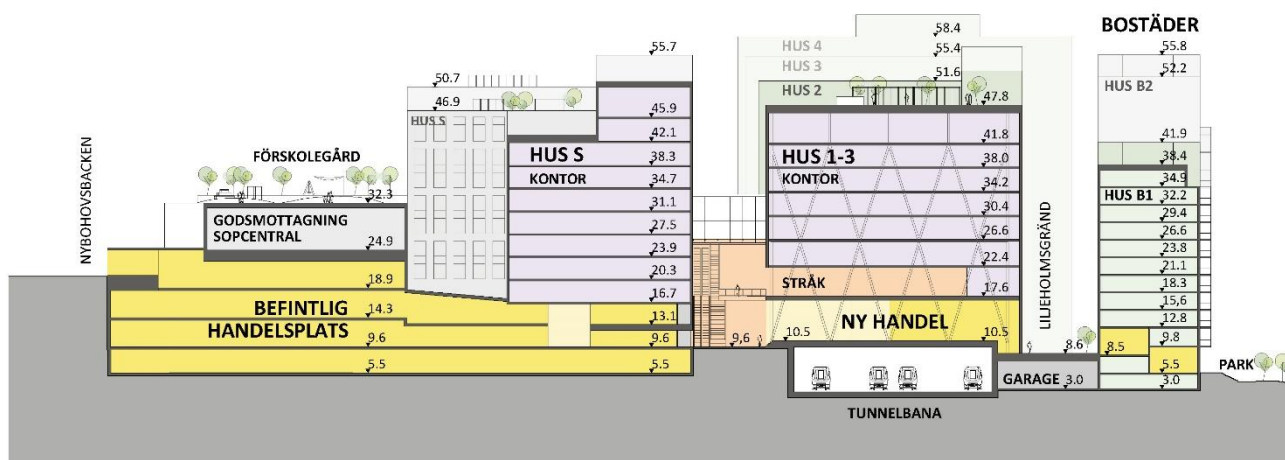 BOSTÄDER
58.4
HUS 4
55.4
HUS 3
51.6
HUS 2
47.8
55.7
50.7
46.9
HUS S
45.9
42.1
HUS S
38.3
KONTOR
34.7
31.1
27.5
23.9
20.3
16.7
13.1
9.6
5.5
HUS 1-3
41.8
KONTOR
38.0
34.2
30.4
26.6
22.4
STRÅK
17.6
NY HANDEL
10.5
10.5
9,6
55.8
52.2
HUS B2
41.9
38.4
34.9
HUS B1
32.2
29.4
26.6
23.8
21.1
18.3
15.6
12.8
9.8
8.5
5.5
3.0
8.6
GARAGE
3.0
PARK
LILJEHOLMSGRÄND
TUNNELBANA
NYBOHOVSBACKEN
FÖRSKOLEGÅRD
32.3
GODSMOTTAGNING
SOPCENTRAL
24.9
18.9
BEFINTLIG
14.3
HANDELSPLATS
9.6
5.5